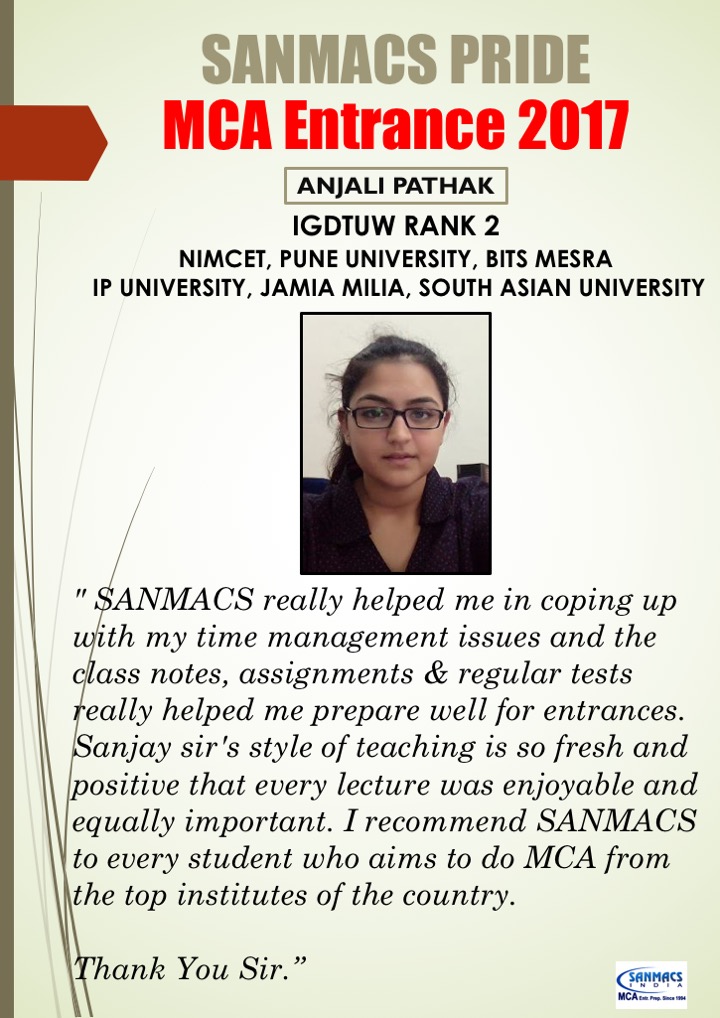 SANMACS PRIDE
MCA Entrance 2017
ANJALI PATHAK
IGDTUW RANK 2
NIMCET, PUNE UNIVERSITY, BITS MESRA
IP UNIVERSITY, JAMIA MILIA, SOUTH ASIAN UNIVERSITY
" SANMACS really helped me in coping up
with my time management issues and the
class notes, assignments & regular tests
really helped me prepare well for entrances.
Sanjay sir's style of teaching is so fresh and
positive that every lecture was enjoyable and
equally important. I recommend SANMACS
to every student who aims to do MCA from
the top institutes of the country.
Thank You Sir.”
SANMACS
INDIA
MCA Entr. Prep. Since 1994